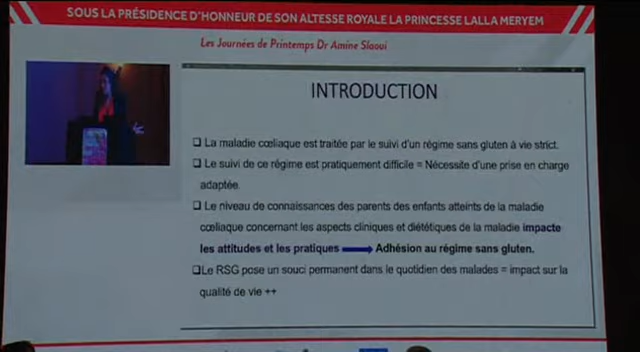 SOUS LA PRÉSIDENCE D'HONNEUR DE SON ALTESSE ROYALE LA PRINCESSE LALLA MERYEM
Les Journées de Printemps Dr Amine Slaoui
INTRODUCTION
❑ La maladie cœliaque est traitée par le suivi d'un régime sans gluten à vie strict.
❑ Le suivi de ce régime est pratiquement difficile = Nécessite d'une prise en charge
adaptée.
❑ Le niveau de connaissances des parents des enfants atteints de la maladie
cœliaque concernant les aspects cliniques et diététiques de la maladie impacte
les attitudes et les pratiques → Adhésion au régime sans gluten.
❑Le RSG pose un souci permanent dans le quotidien des malades = impact sur la
qualité de vie ++